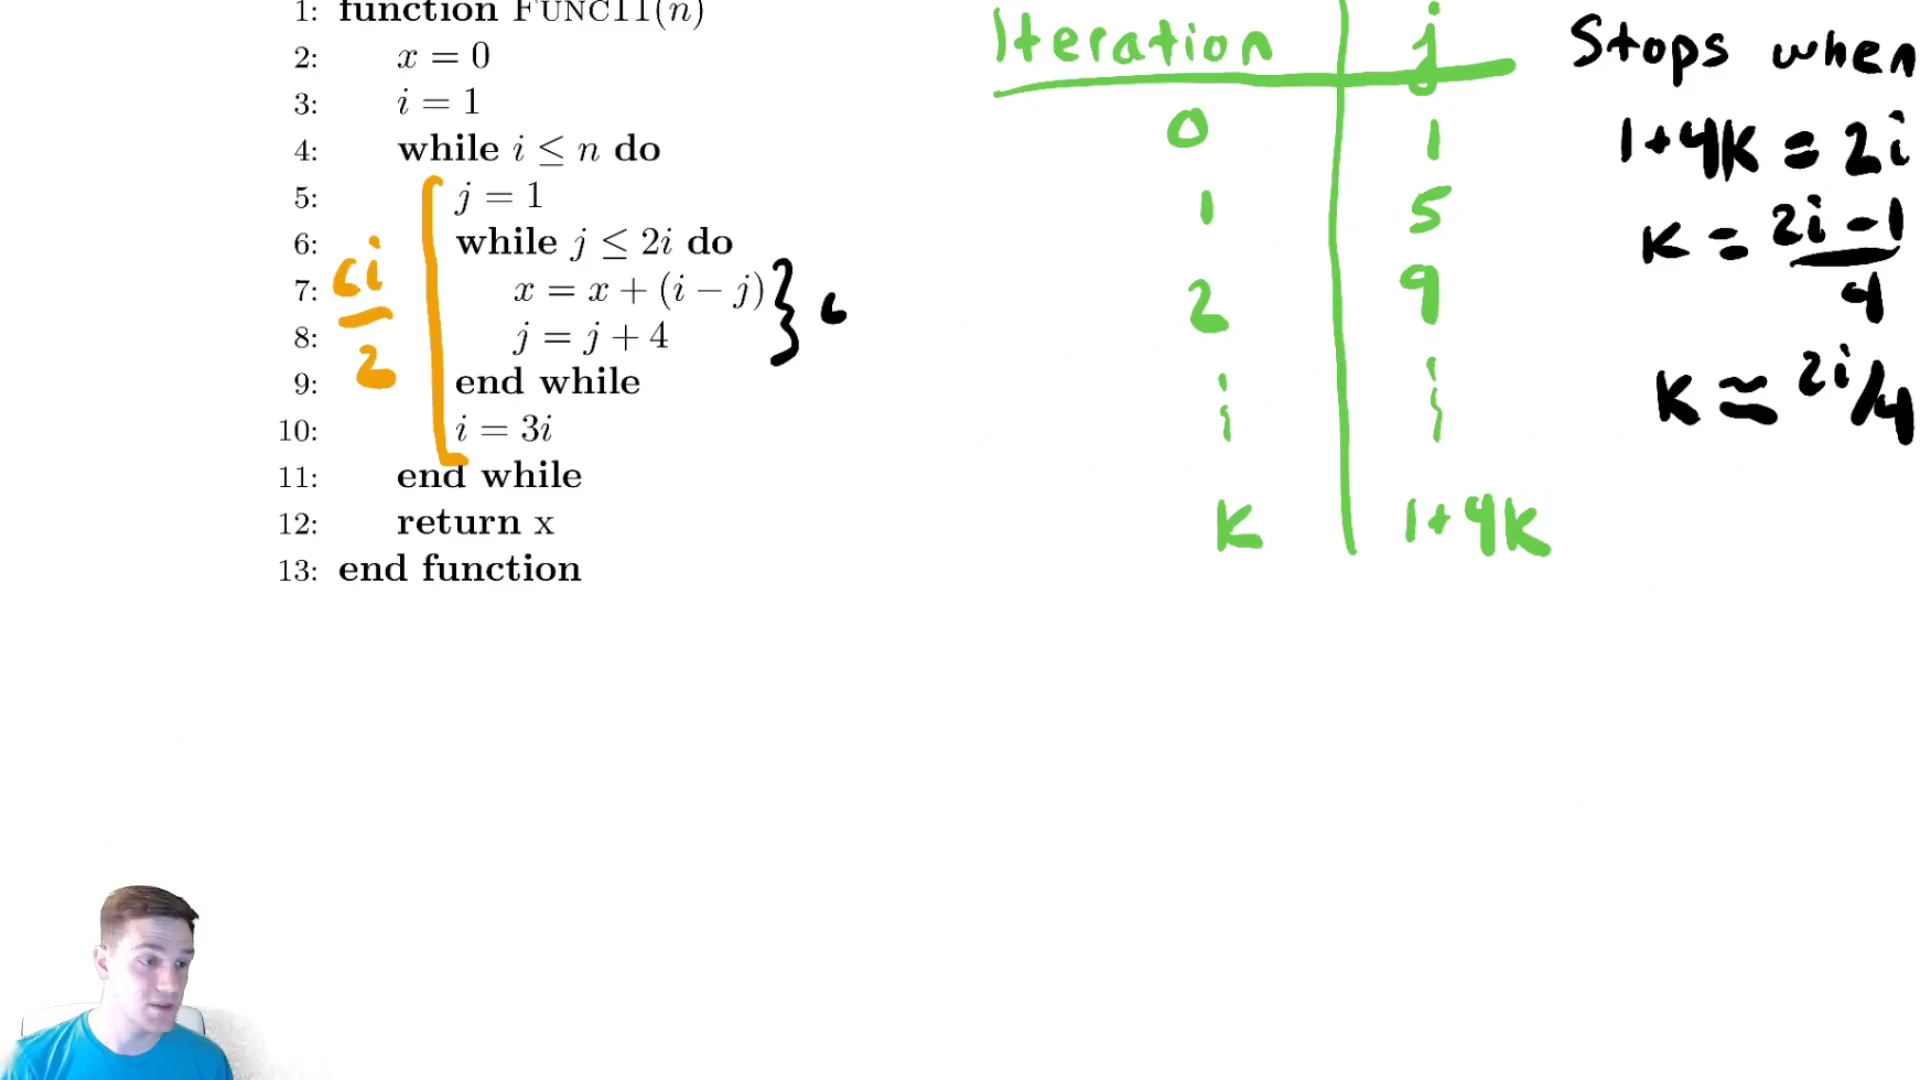 1: function FUNC11(n)
2: x = 0
3: i = 1
4: while i ≤ n do
5: j = 1
6: while j ≤ 2i do
7: x = x + (i − j)
8: j = j + 4
9: end while
10: i = 3i
11: end while
12: return x
13: end function
ci
2
} c
Iteration j
0 1
1 5
2 9
⋮ ⋮
K 1+4K
Stops when
1+4K = 2i
K = 2i-1
4
K ≈ 2i/4